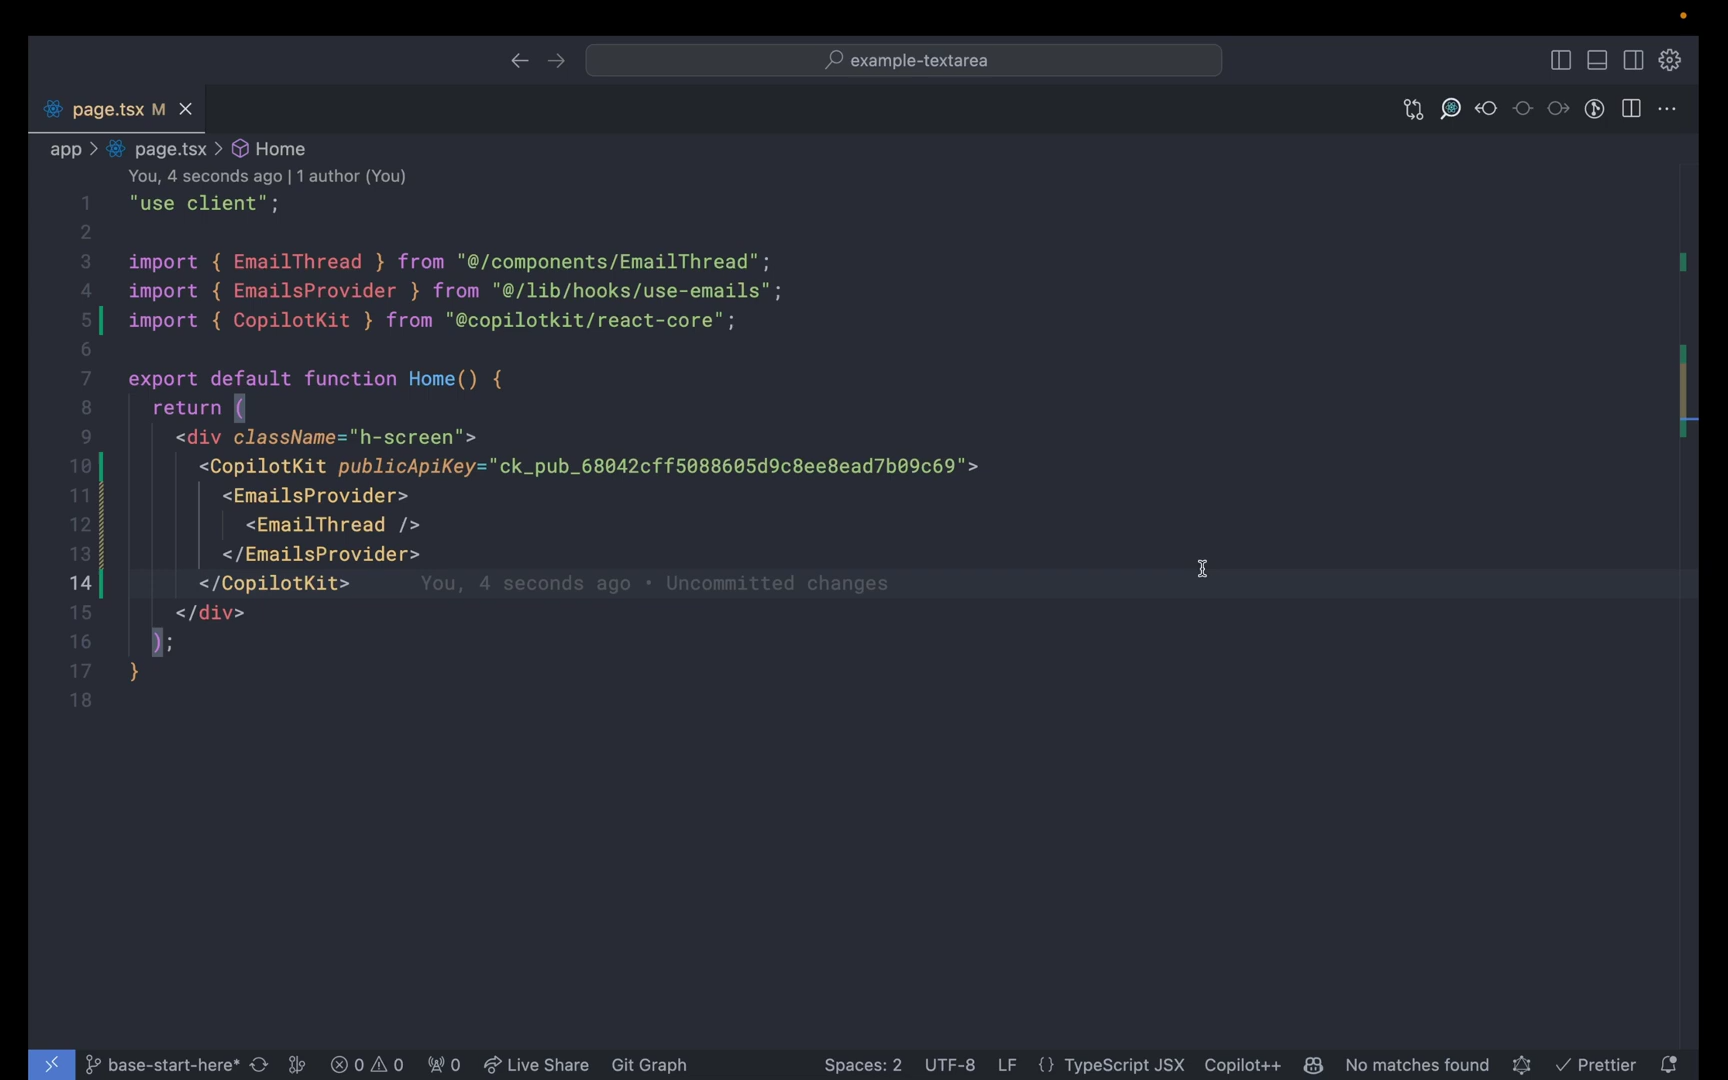 example-textarea
page.tsx M
app > page.tsx > Home
You, 4 seconds ago | 1 author (You)
1 "use client";
2
3 import { EmailThread } from "@/components/EmailThread";
4 import { EmailsProvider } from "@/lib/hooks/use-emails";
5 import { CopilotKit } from "@copilotkit/react-core";
6
7 export default function Home() {
8 return (
9 <div className="h-screen">
10 <CopilotKit publicApiKey="ck_pub_68042cff5088605d9c8ee8ead7b09c69">
11 <EmailsProvider>
12 <EmailThread />
13 </EmailsProvider>
14 </CopilotKit> You, 4 seconds ago • Uncommitted changes
15 </div>
16 );
17 }
18
base-start-here* 0 0 0 Live Share Git Graph Spaces: 2 UTF-8 LF {} TypeScript JSX Copilot++ No matches found Prettier